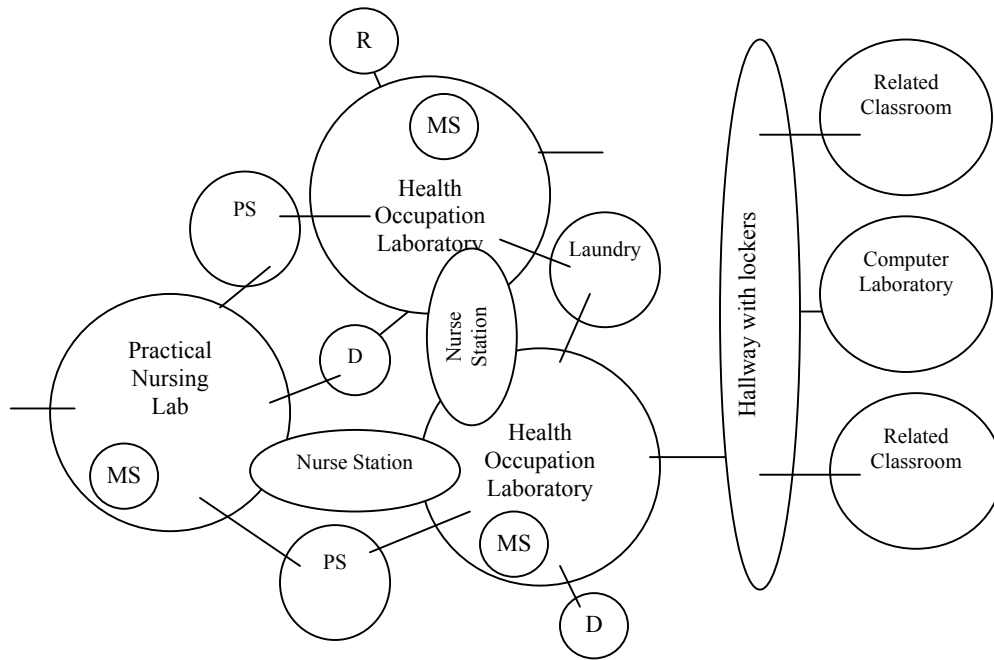 R
MS
Health
Occupation
Laboratory
PS
Laundry
Nurse
Station
D
Practical
Nursing
Lab
MS
Nurse Station
Health
Occupation
Laboratory
MS
PS
D
Hallway with lockers
Related
Classroom
Computer
Laboratory
Related
Classroom